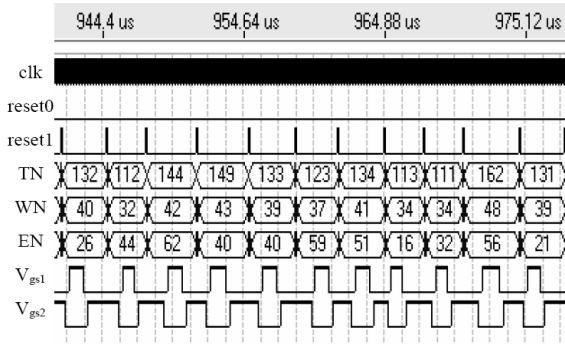 944.4 us 954.64 us 964.88 us 975.12 us
clk
reset0
reset1
TN 132 112 144 149 133 123 134 113 111 162 131
WN 40 32 42 43 39 37 41 34 34 48 39
EN 26 44 62 40 40 59 51 16 32 56 21
Vgs1
Vgs2